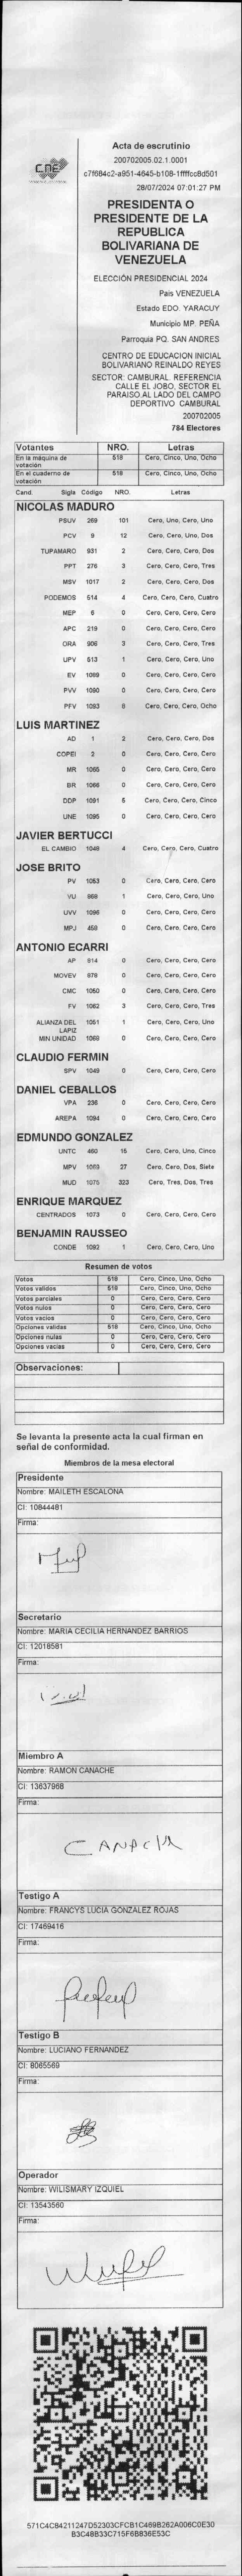 CNE
Acta de escrutinio
200702005.02.1.0001
c7f684c2-a951-4645-b108-1ffffcc8d501
28/07/2024 07:01:27 PM
PRESIDENTA O
PRESIDENTE DE LA
REPUBLICA
BOLIVARIANA DE
VENEZUELA
ELECCIÓN PRESIDENCIAL 2024
Pais VENEZUELA
Estado EDO. YARACUY
Municipio MP. PEÑA
Parroquia PQ. SAN ANDRES
CENTRO DE EDUCACION INICIAL
BOLIVARIANO REINALDO REYES
SECTOR: CAMBURAL. REFERENCIA
CALLE EL JOBO, SECTOR EL
PARAISO AL LADO DEL CAMPO
DEPORTIVO CAMBURAL
200702005
784 Electores
Votantes NRO. Letras
En la máquina de votación 518 Cero, Cinco, Uno, Ocho
En el cuaderno de votación 518 Cero, Cinco, Uno, Ocho
Cand. Sigla Código NRO. Letras
NICOLAS MADURO
PSUV 269 101 Cero, Uno, Cero, Uno
PCV 9 12 Cero, Cero, Uno, Dos
TUPAMARO 931 2 Cero, Cero, Cero, Dos
PPT 276 3 Cero, Cero, Cero, Tres
MSV 1017 2 Cero, Cero, Cero, Dos
PODEMOS 514 4 Cero, Cero, Cero, Cuatro
MEP 6 0 Cero, Cero, Cero, Cero
APC 219 0 Cero, Cero, Cero, Cero
ORA 906 3 Cero, Cero, Cero, Tres
UPV 513 1 Cero, Cero, Cero, Uno
EV 1089 0 Cero, Cero, Cero, Cero
PVV 1090 0 Cero, Cero, Cero, Cero
PFV 1093 8 Cero, Cero, Cero, Ocho
LUIS MARTINEZ
AD 1 2 Cero, Cero, Cero, Dos
COPEI 2 0 Cero, Cero, Cero, Cero
MR 1065 0 Cero, Cero, Cero, Cero
BR 1066 0 Cero, Cero, Cero, Cero
DDP 1091 5 Cero, Cero, Cero, Cinco
UNE 1095 0 Cero, Cero, Cero, Cero
JAVIER BERTUCCI
EL CAMBIO 1048 4 Cero, Cero, Cero, Cuatro
JOSE BRITO
PV 1053 0 Cero, Cero, Cero, Cero
VU 868 1 Cero, Cero, Cero, Uno
UVV 1096 0 Cero, Cero, Cero, Cero
MPJ 458 0 Cero, Cero, Cero, Cero
ANTONIO ECARRI
AP 914 0 Cero, Cero, Cero, Cero
MOVEV 878 0 Cero, Cero, Cero, Cero
CMC 1050 0 Cero, Cero, Cero, Cero
FV 1062 3 Cero, Cero, Cero, Tres
ALIANZA DEL LAPIZ 1051 1 Cero, Cero, Cero, Uno
MIN UNIDAD 1068 0 Cero, Cero, Cero, Cero
CLAUDIO FERMIN
SPV 1049 0 Cero, Cero, Cero, Cero
DANIEL CEBALLOS
VPA 236 0 Cero, Cero, Cero, Cero
AREPA 1094 0 Cero, Cero, Cero, Cero
EDMUNDO GONZALEZ
UNTC 460 15 Cero, Cero, Uno, Cinco
MPV 1069 27 Cero, Cero, Dos, Siete
MUD 1075 323 Cero, Tres, Dos, Tres
ENRIQUE MARQUEZ
CENTRADOS 1073 0 Cero, Cero, Cero, Cero
BENJAMIN RAUSSEO
CONDE 1092 1 Cero, Cero, Cero, Uno
Resumen de votos
Votos 518 Cero, Cinco, Uno, Ocho
Votos validos 518 Cero, Cinco, Uno, Ocho
Votos parciales 0 Cero, Cero, Cero, Cero
Votos nulos 0 Cero, Cero, Cero, Cero
Votos vacios 0 Cero, Cero, Cero, Cero
Opciones validas 518 Cero, Cinco, Uno, Ocho
Opciones nulas 0 Cero, Cero, Cero, Cero
Opciones vacias 0 Cero, Cero, Cero, Cero
Observaciones:
Se levanta la presente acta la cual firman en
señal de conformidad.
Miembros de la mesa electoral
Presidente
Nombre: MAILETH ESCALONA
CI: 10844481
Firma:
Secretario
Nombre: MARIA CECILIA HERNANDEZ BARRIOS
CI: 12018581
Firma:
Miembro A
Nombre: RAMON CANACHE
CI: 13637968
Firma:
Testigo A
Nombre: FRANCYS LUCIA GONZALEZ ROJAS
CI: 17469416
Firma:
Testigo B
Nombre: LUCIANO FERNANDEZ
CI: 8065569
Firma:
Operador
Nombre: WILISMARY IZQUIEL
CI: 13543560
Firma:
571C4C84211247D52303CFCB1C469B262A006C0E30
B3C48B33C715F6B836E53C